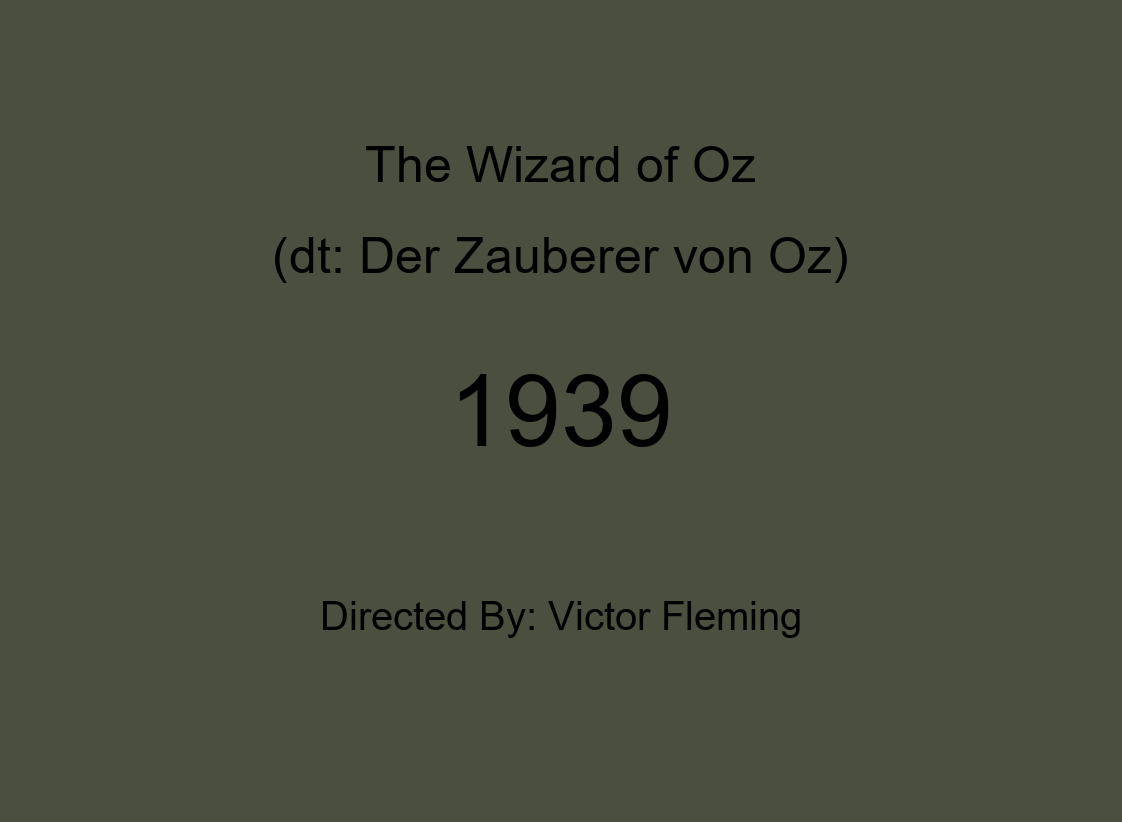 The Wizard of Oz
(dt: Der Zauberer von Oz)
1939
Directed By: Victor Fleming